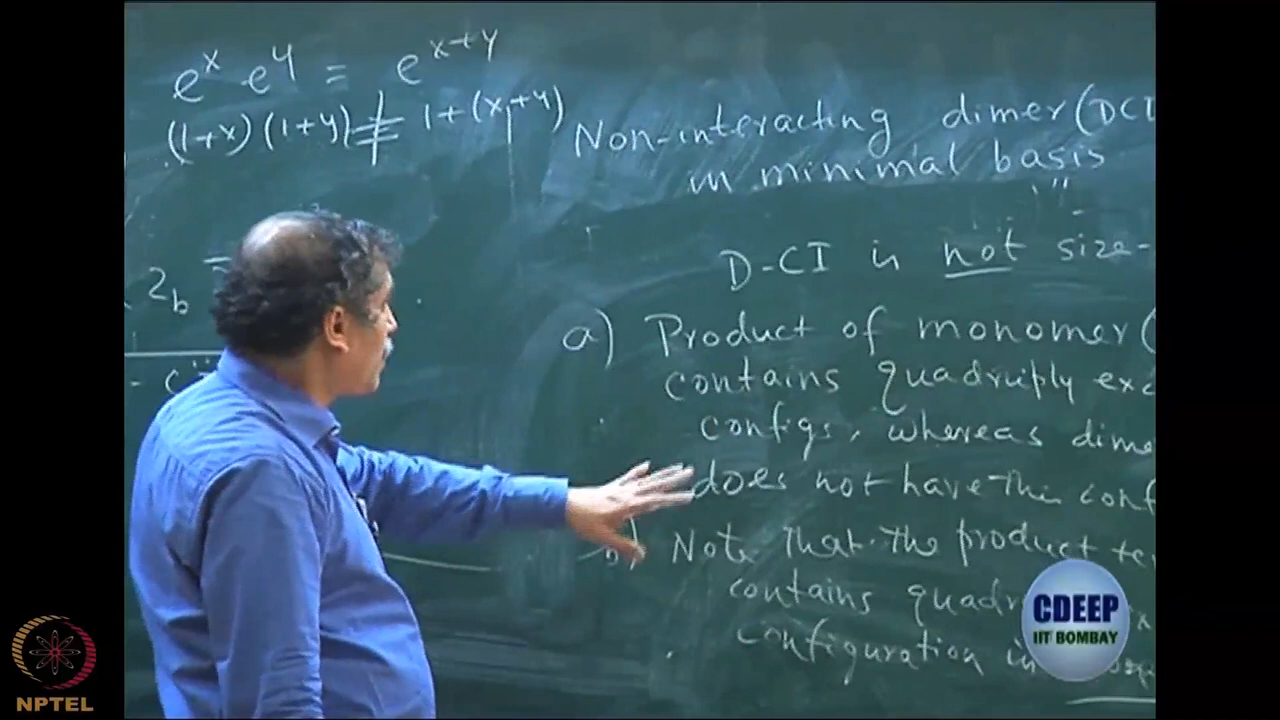 e^x · e^y = e^{x+y}
(1+x)(1+y) ≠ 1+(x+y)
Non-interacting dimer (DCI
in minimal basis
D-CI is not size-
2_b
a) Product of monomer (
contains quadruply exc
configs, whereas dime
does not have this conf
b) Note that the product te
contains quadr
configuration in
CDEEP
IIT BOMBAY
NPTEL